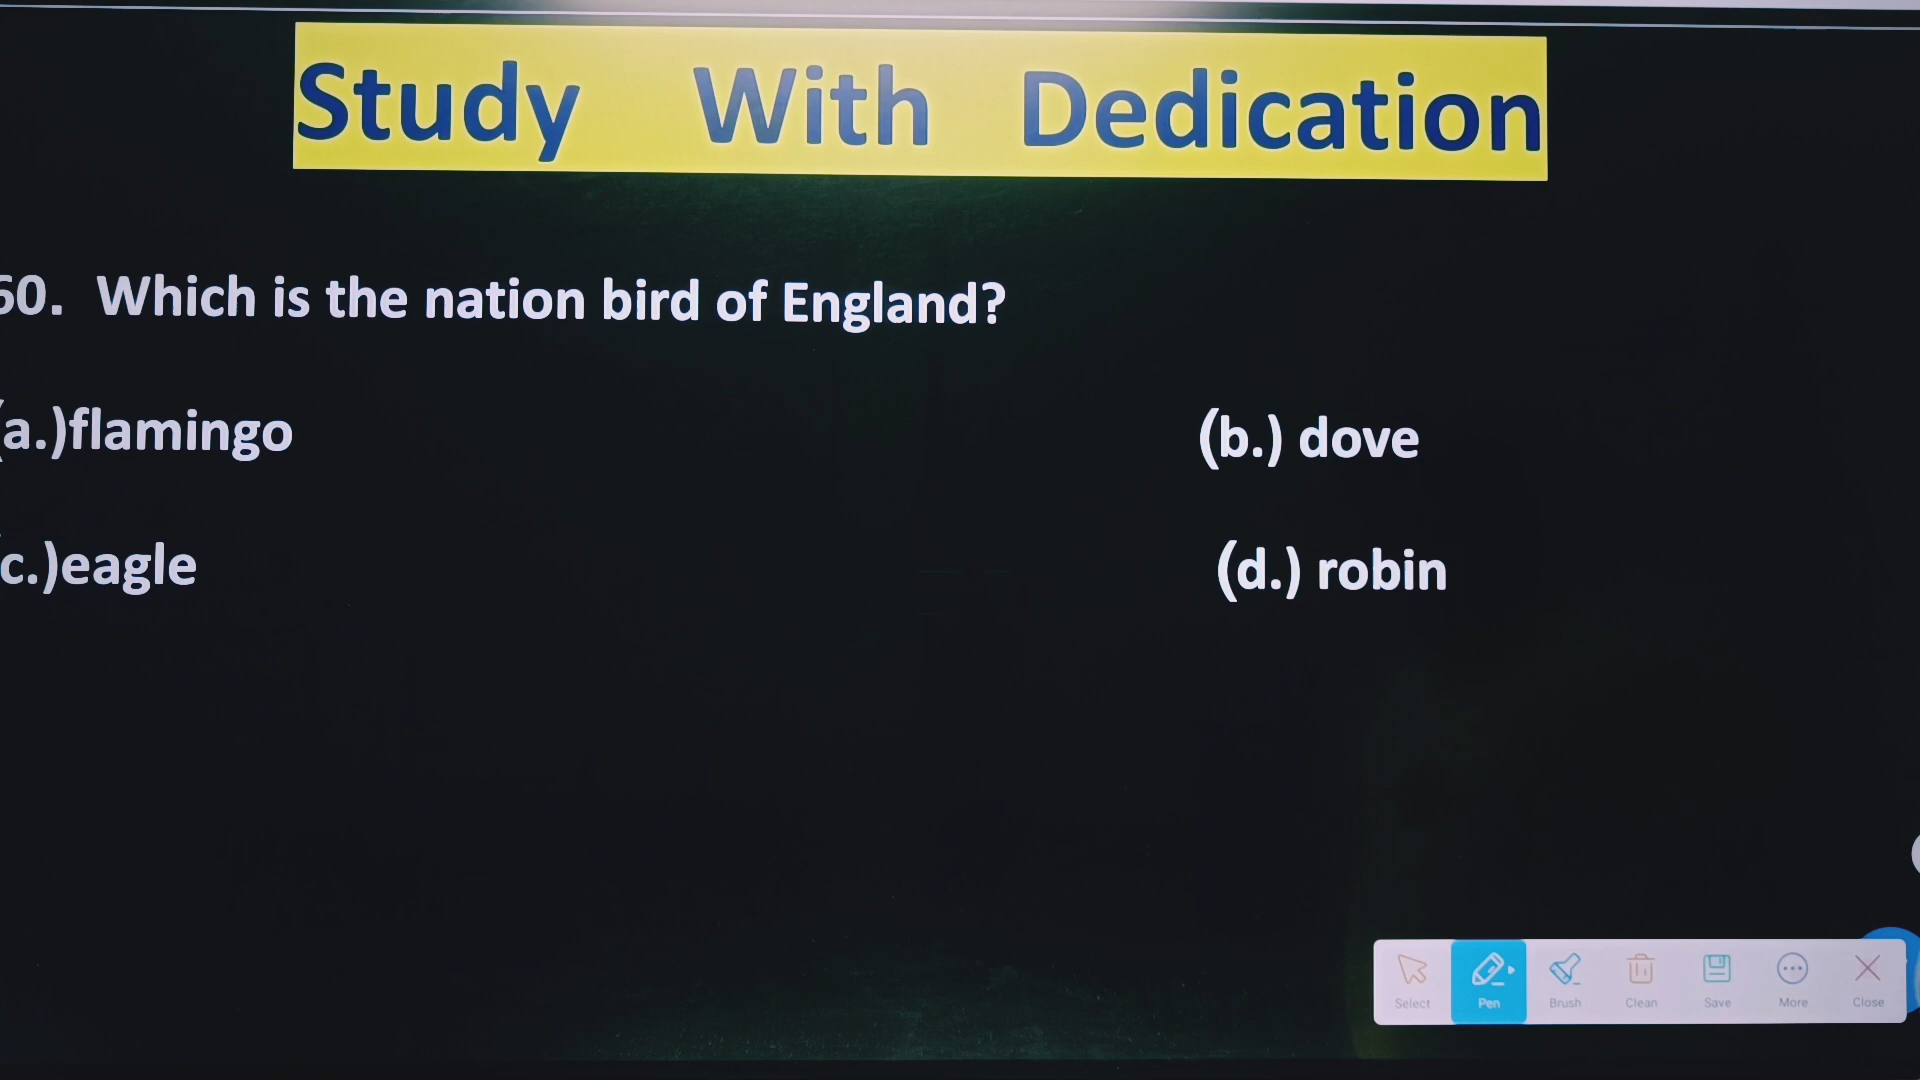 Study With Dedication
60. Which is the nation bird of England?
(a.)flamingo (b.) dove
c.)eagle (d.) robin
Select Pen Brush Clean Save More Close